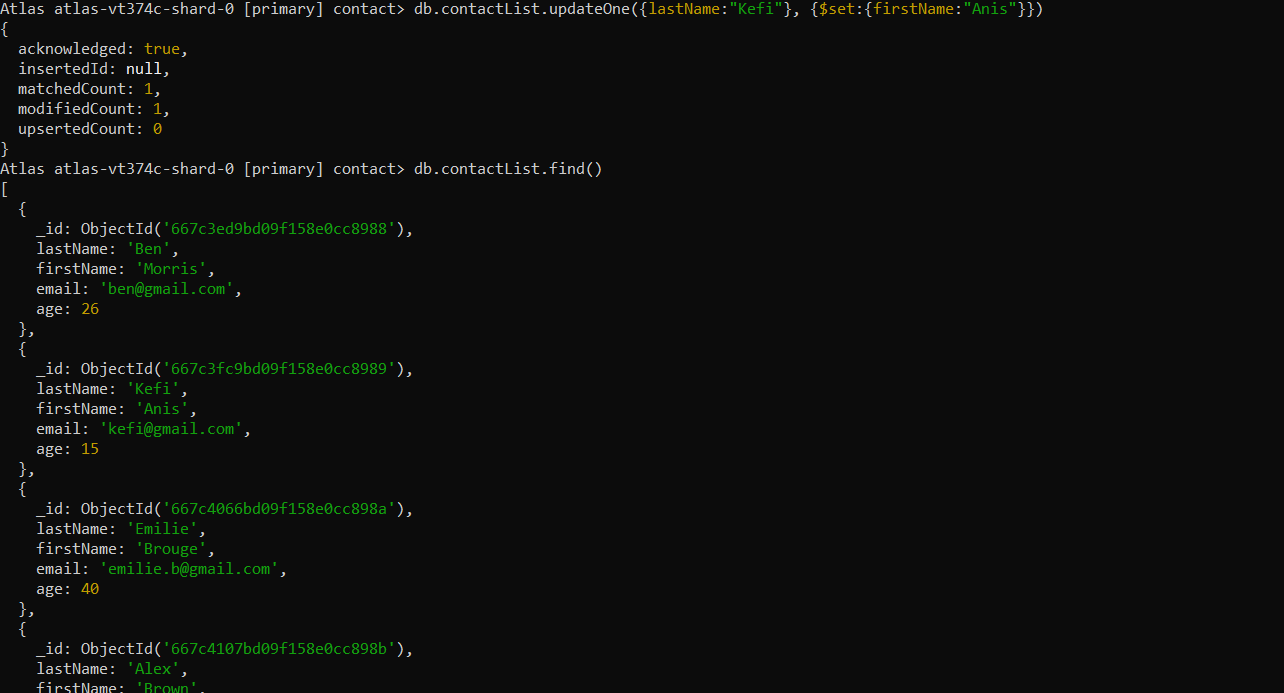 Atlas atlas-vt374c-shard-0 [primary] contact> db.contactList.updateOne({lastName:"Kefi"}, {$set:{firstName:"Anis"}})
{
  acknowledged: true,
  insertedId: null,
  matchedCount: 1,
  modifiedCount: 1,
  upsertedCount: 0
}
Atlas atlas-vt374c-shard-0 [primary] contact> db.contactList.find()
[
  {
    _id: ObjectId('667c3ed9bd09f158e0cc8988'),
    lastName: 'Ben',
    firstName: 'Morris',
    email: 'ben@gmail.com',
    age: 26
  },
  {
    _id: ObjectId('667c3fc9bd09f158e0cc8989'),
    lastName: 'Kefi',
    firstName: 'Anis',
    email: 'kefi@gmail.com',
    age: 15
  },
  {
    _id: ObjectId('667c4066bd09f158e0cc898a'),
    lastName: 'Emilie',
    firstName: 'Brouge',
    email: 'emilie.b@gmail.com',
    age: 40
  },
  {
    _id: ObjectId('667c4107bd09f158e0cc898b'),
    lastName: 'Alex',
    firstName: 'Brown',